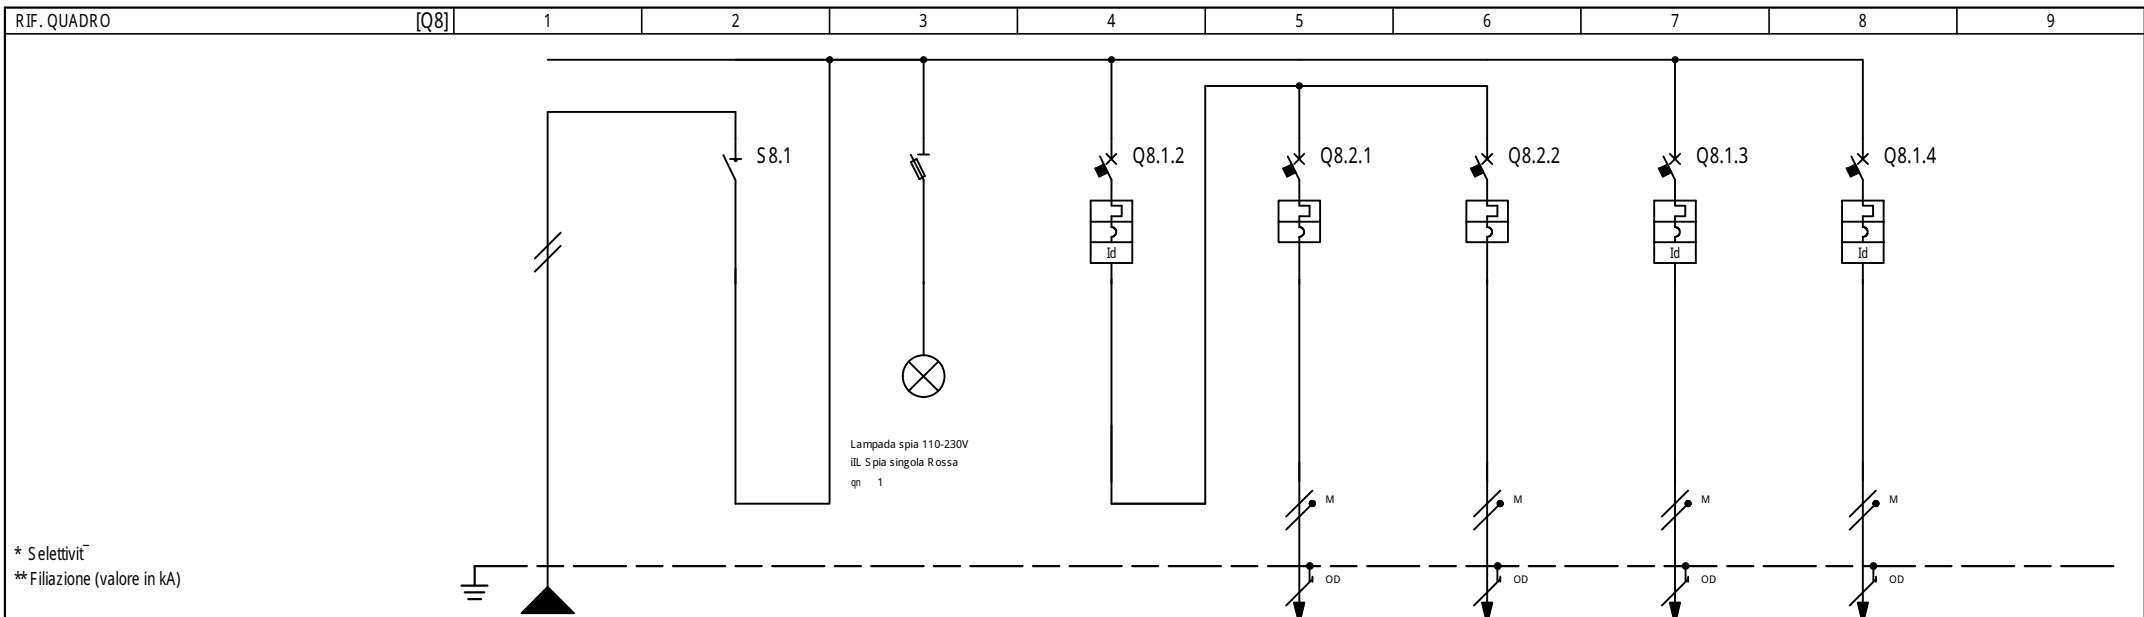 RIF. QUADRO [Q8] 1 2 3 4 5 6 7 8 9
S8.1 Q8.1.2 Q8.2.1 Q8.2.2 Q8.1.3 Q8.1.4
Id Id Id
Lampada spia 110-230V
iIL Spia singola Rossa
qn 1
M M M M
* Selettivit¯
** Filiazione (valore in kA)
OD OD OD OD